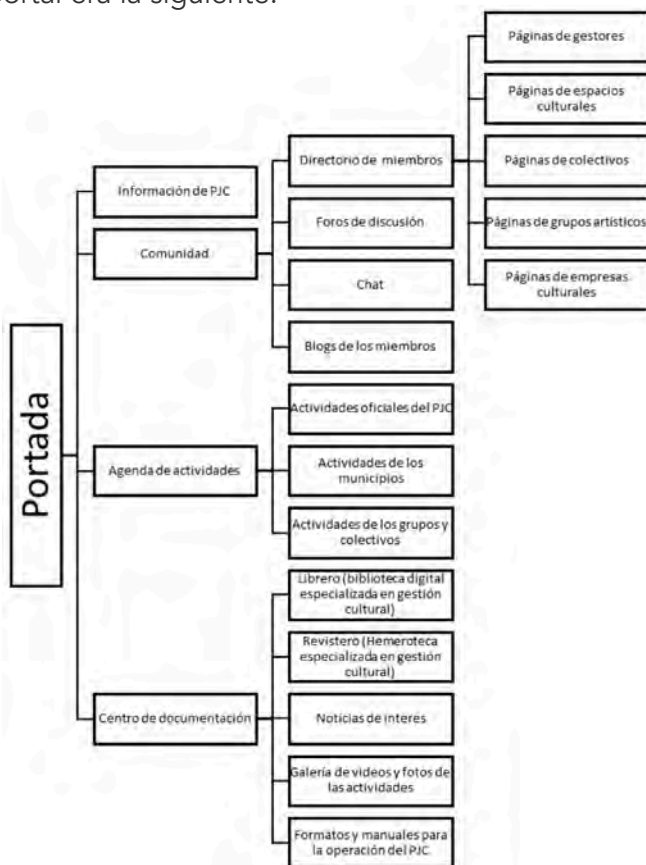 portal era la siguiente:
Portada
Información de PJC
Comunidad
Directorio de miembros
Páginas de gestores
Páginas de espacios
culturales
Páginas de colectivos
Páginas de grupos artísticos
Páginas de empresas
culturales
Foros de discusión
Chat
Blogs de los miembros
Agenda de actividades
Actividades oficiales del PJC
Actividades de los
municipios
Actividades de los grupos y
colectivos
Centro de documentación
Librero (biblioteca digital
especializada en gestión
cultural)
Revistero (Hemeroteca
especializada en gestión
cultural)
Noticias de interes
Galería de videos y fotos de
las actividades
Formatos y manuales para
la operación del PJC